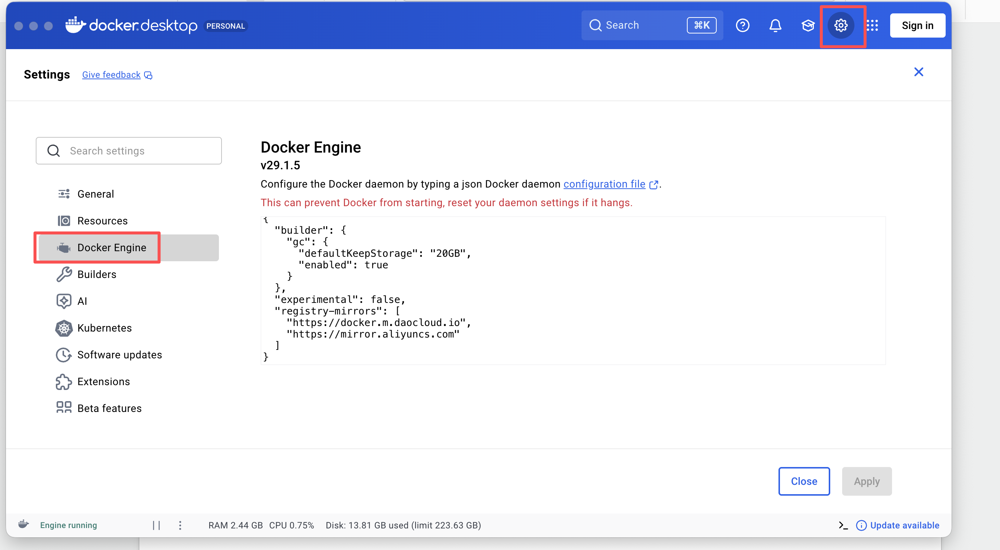 docker desktop PERSONAL
Search ⌘K
Sign in
Settings Give feedback
Search settings
General
Resources
Docker Engine
Builders
AI
Kubernetes
Software updates
Extensions
Beta features
Docker Engine
v29.1.5
Configure the Docker daemon by typing a json Docker daemon configuration file.
This can prevent Docker from starting, reset your daemon settings if it hangs.
{
  "builder": {
    "gc": {
      "defaultKeepStorage": "20GB",
      "enabled": true
    }
  },
  "experimental": false,
  "registry-mirrors": [
    "https://docker.m.daocloud.io",
    "https://mirror.aliyuncs.com"
  ]
}
Close Apply
Engine running RAM 2.44 GB CPU 0.75% Disk: 13.81 GB used (limit 223.63 GB) Update available